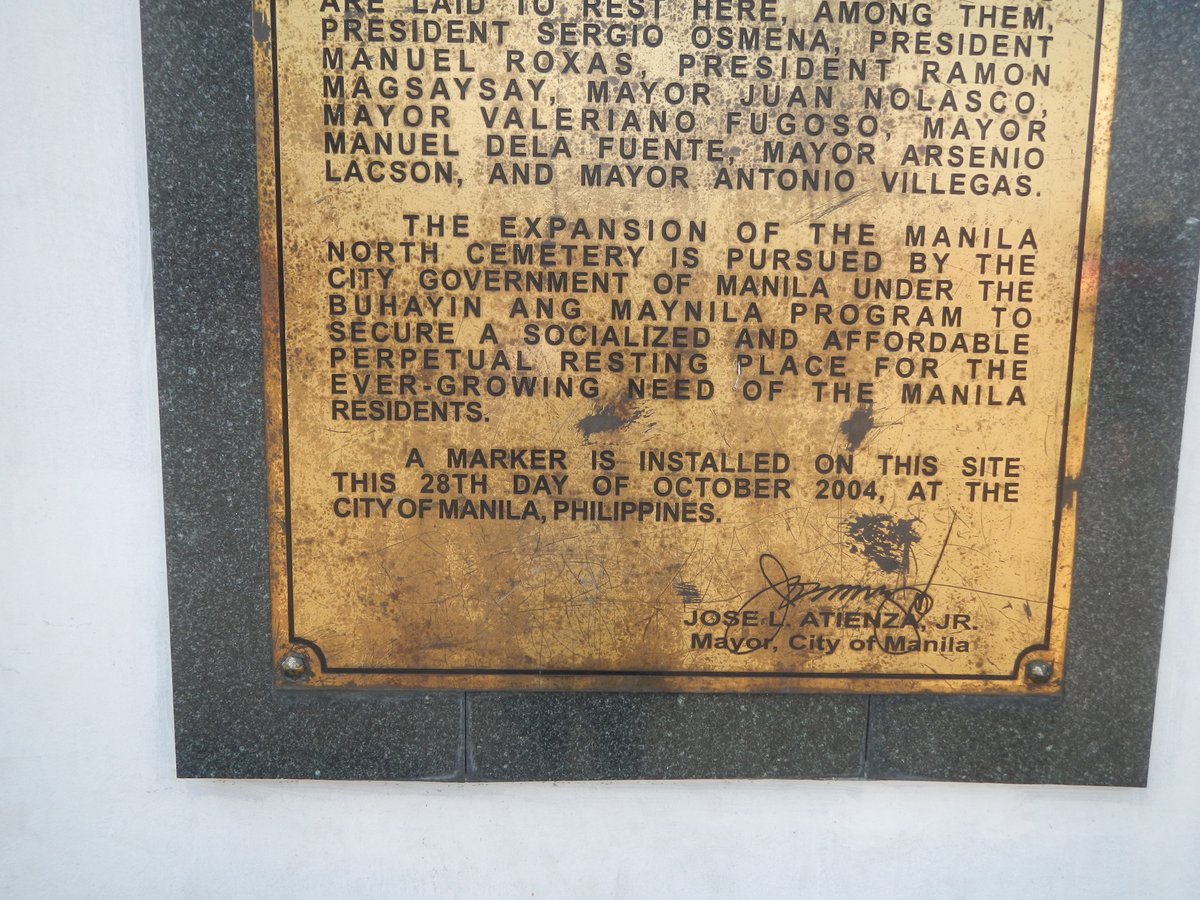 ARE LAID TO REST HERE, AMONG THEM,
PRESIDENT SERGIO OSMENA, PRESIDENT
MANUEL ROXAS, PRESIDENT RAMON
MAGSAYSAY, MAYOR JUAN NOLASCO,
MAYOR VALERIANO FUGOSO, MAYOR
MANUEL DELA FUENTE, MAYOR ARSENIO
LACSON, AND MAYOR ANTONIO VILLEGAS.
THE EXPANSION OF THE MANILA
NORTH CEMETERY IS PURSUED BY THE
CITY GOVERNMENT OF MANILA UNDER THE
BUHAYIN ANG MAYNILA PROGRAM TO
SECURE A SOCIALIZED AND AFFORDABLE
PERPETUAL RESTING PLACE FOR THE
EVER-GROWING NEED OF THE MANILA
RESIDENTS.
A MARKER IS INSTALLED ON THIS SITE
THIS 28TH DAY OF OCTOBER 2004, AT THE
CITY OF MANILA, PHILIPPINES.
JOSE L. ATIENZA, JR.
Mayor, City of Manila